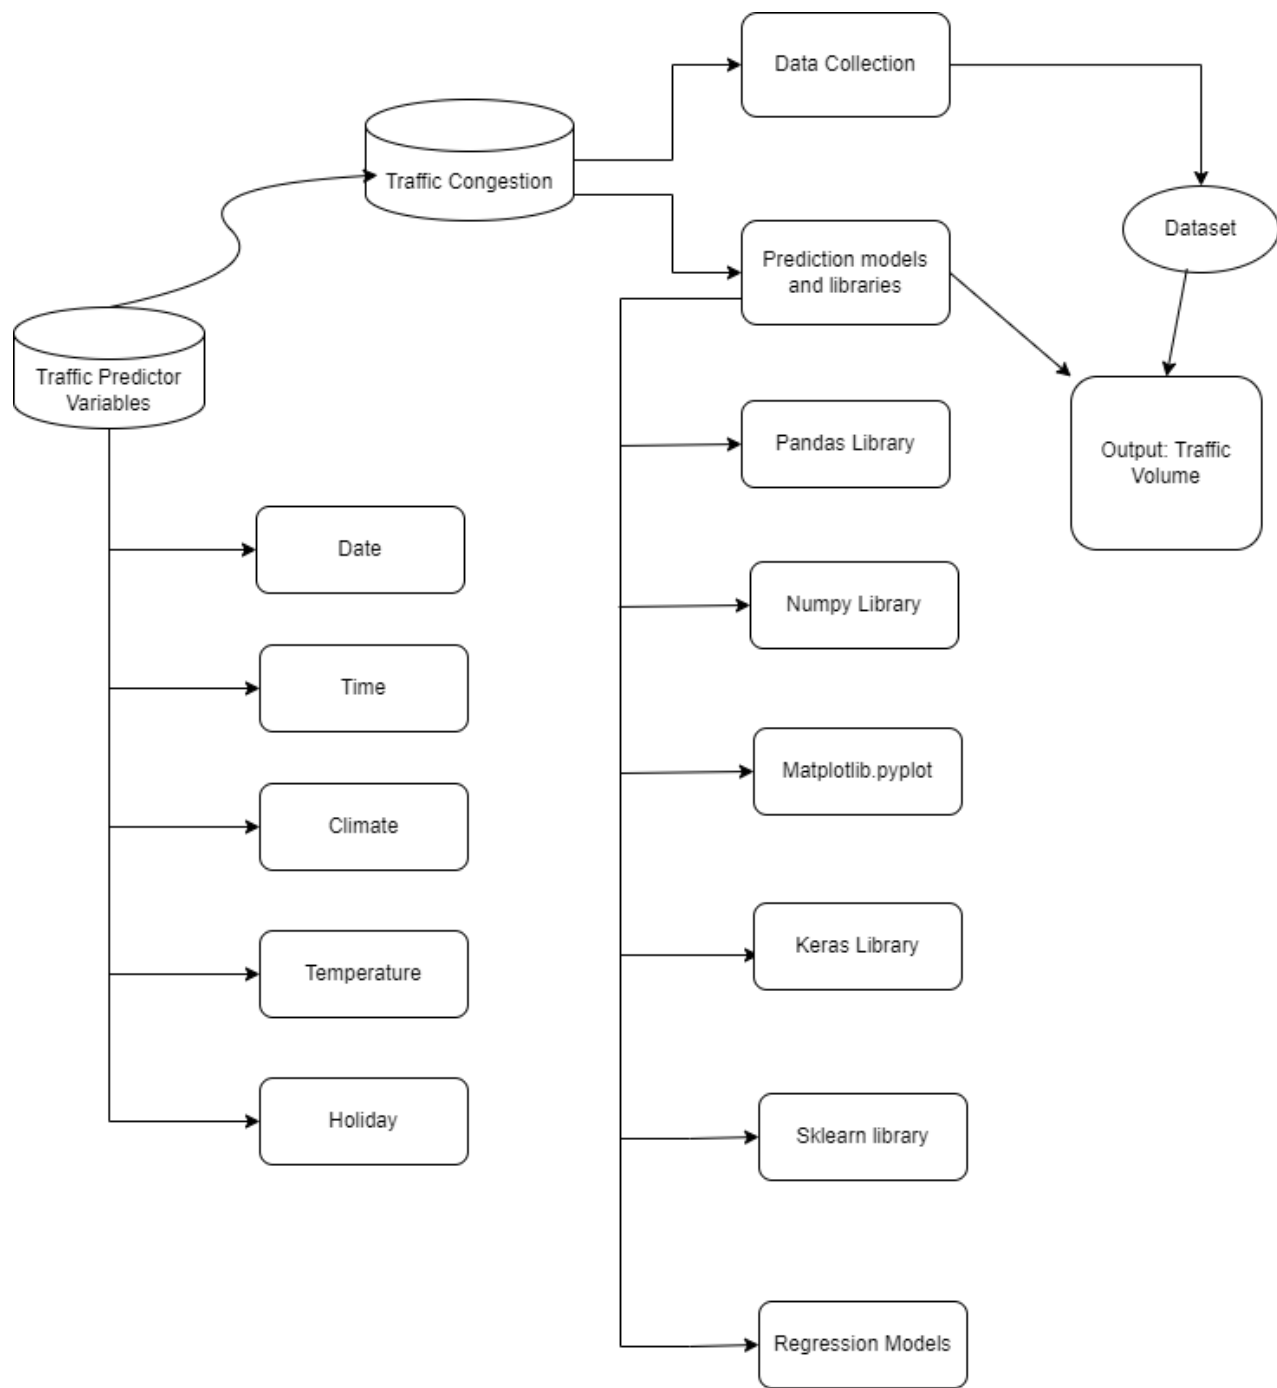 Data Collection
Traffic Congestion
Dataset
Prediction models
and libraries
Traffic Predictor
Variables
Pandas Library
Output: Traffic
Volume
Date
Numpy Library
Time
Matplotlib.pyplot
Climate
Keras Library
Temperature
Holiday
Sklearn library
Regression Models